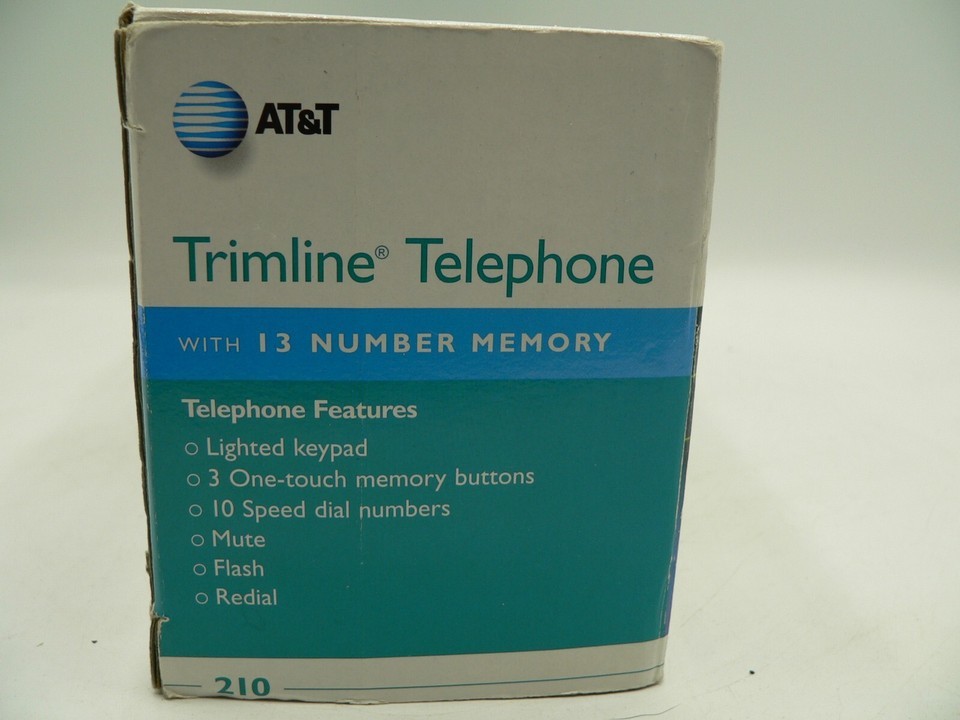 AT&T
Trimline® Telephone
WITH 13 NUMBER MEMORY
Telephone Features
○ Lighted keypad
○ 3 One-touch memory buttons
○ 10 Speed dial numbers
○ Mute
○ Flash
○ Redial
210